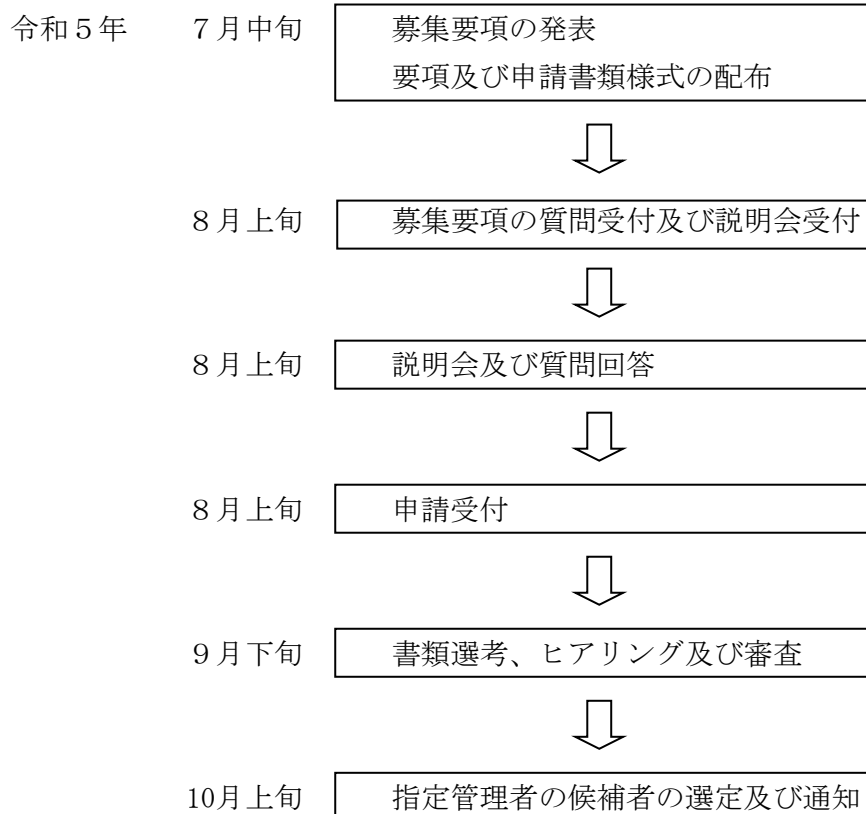 令和５年　７月中旬　募集要項の発表
要項及び申請書類様式の配布
８月上旬　募集要項の質問受付及び説明会受付
８月上旬　説明会及び質問回答
８月上旬　申請受付
９月下旬　書類選考、ヒアリング及び審査
10月上旬　指定管理者の候補者の選定及び通知